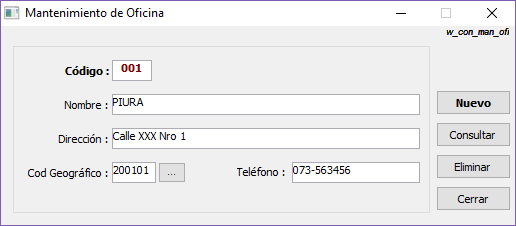 Mantenimiento de Oficina
w_con_man_ofi
Código : 001
Nombre : PIURA
Nuevo
Dirección : Calle XXX Nro 1
Consultar
Cod Geográfico : 200101 ... Teléfono : 073-563456
Eliminar
Cerrar